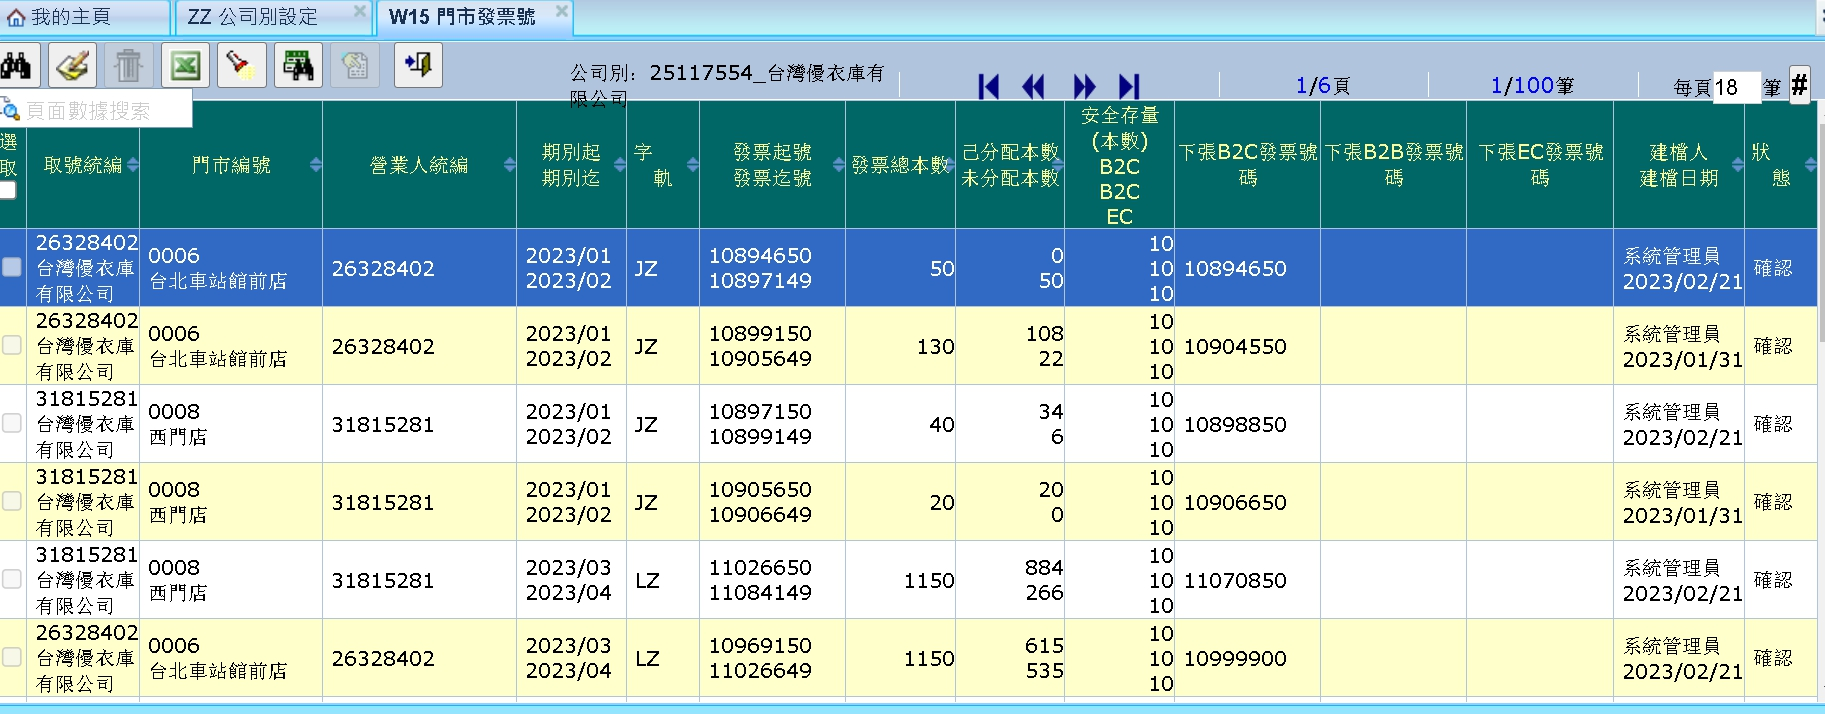 我的主頁
ZZ 公司別設定
W15 門市發票號
公司別: 25117554_台灣優衣庫有
限公司
1/6頁
1/100筆
每頁 18 筆 #
頁面數據搜索
選
取
取號統編
門市編號
營業人統編
期別起
期別迄
字
軌
發票起號
發票迄號
發票總本數
己分配本數
未分配本數
安全存量
(本數)
B2C
B2C
EC
下張B2C發票號
碼
下張B2B發票號
碼
下張EC發票號
碼
建檔人
建檔日期
狀
態
26328402
台灣優衣庫
有限公司
0006
台北車站館前店
26328402
2023/01
2023/02
JZ
10894650
10897149
50
0
50
10
10
10
10894650
系統管理員
2023/02/21
確認
26328402
台灣優衣庫
有限公司
0006
台北車站館前店
26328402
2023/01
2023/02
JZ
10899150
10905649
130
108
22
10
10
10
10904550
系統管理員
2023/01/31
確認
31815281
台灣優衣庫
有限公司
0008
西門店
31815281
2023/01
2023/02
JZ
10897150
10899149
40
34
6
10
10
10
10898850
系統管理員
2023/02/21
確認
31815281
台灣優衣庫
有限公司
0008
西門店
31815281
2023/01
2023/02
JZ
10905650
10906649
20
20
0
10
10
10
10906650
系統管理員
2023/01/31
確認
31815281
台灣優衣庫
有限公司
0008
西門店
31815281
2023/03
2023/04
LZ
11026650
11084149
1150
884
266
10
10
10
11070850
系統管理員
2023/02/21
確認
26328402
台灣優衣庫
有限公司
0006
台北車站館前店
26328402
2023/03
2023/04
LZ
10969150
11026649
1150
615
535
10
10
10
10999900
系統管理員
2023/02/21
確認